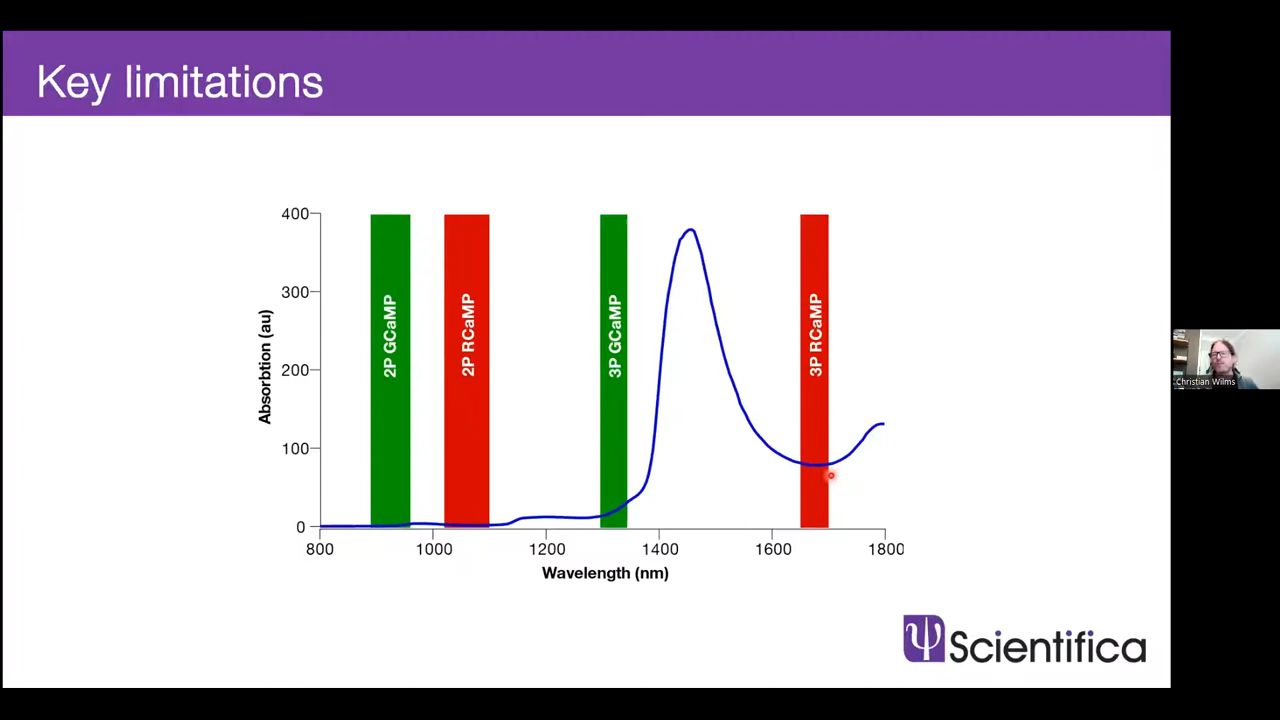 Key limitations
400
300
200
100
0
Absorbtion (au)
2P GCaMP
2P RCaMP
3P GCaMP
3P RCaMP
800
1000
1200
1400
1600
1800
Wavelength (nm)
Scientifica
Christian Wilms